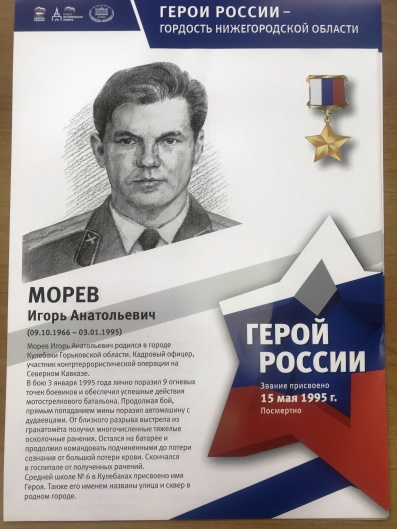 ГЕРОИ РОССИИ –
ГОРДОСТЬ НИЖЕГОРОДСКОЙ ОБЛАСТИ
МОРЕВ
Игорь Анатольевич
(09.10.1966 – 03.01.1995)
Морев Игорь Анатольевич родился в городе
Кулебаки Горьковской области. Кадровый офицер,
участник контртеррористической операции на
Северном Кавказе.
В бою 3 января 1995 года лично поразил 9 огневых
точек боевиков и обеспечил успешные действия
мотострелкового батальона. Продолжая бой,
прямым попаданием мины поразил автомашину с
дудаевцами. От близкого разрыва выстрела из
гранатомёта получил многочисленные тяжелые
осколочные ранения. Остался на батарее и
продолжил командовать подчиненными до потери
сознания от большой потери крови. Скончался
в госпитале от полученных ранений.
Средней школе № 6 в Кулебаках присвоено имя
Героя. Также его именем названы улица и сквер в
родном городе.
ГЕРОЙ
РОССИИ
Звание присвоено
15 мая 1995 г.
Посмертно